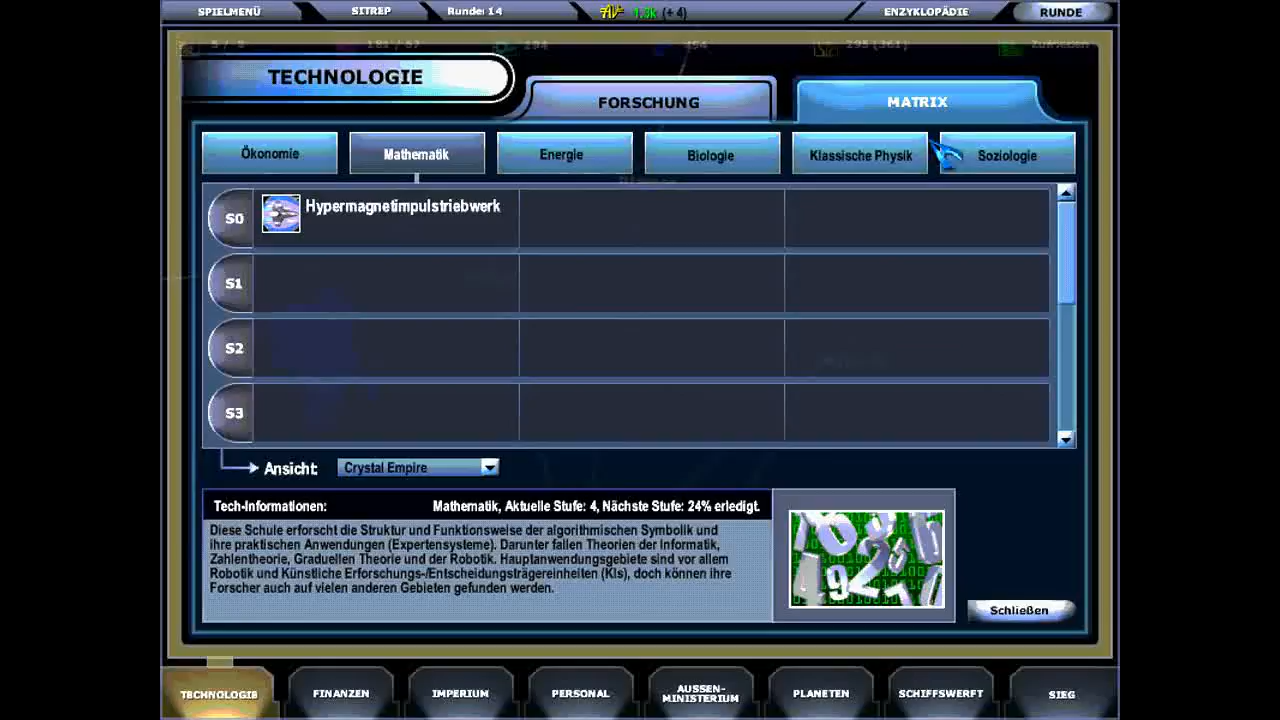 SPIELMENÜ SITREP Runde: 14 1.3k (+ 4) ENZYKLOPÄDIE RUNDE
TECHNOLOGIE
FORSCHUNG MATRIX
Ökonomie Mathematik Energie Biologie Klassische Physik Soziologie
S0 Hypermagnetimpulstriebwerk
S1
S2
S3
Ansicht: Crystal Empire
Tech-Informationen: Mathematik, Aktuelle Stufe: 4, Nächste Stufe: 24% erledigt.
Diese Schule erforscht die Struktur und Funktionsweise der algorithmischen Symbolik und
ihre praktischen Anwendungen (Expertensysteme). Darunter fallen Theorien der Informatik,
Zahlentheorie, Graduellen Theorie und der Robotik. Hauptanwendungsgebiete sind vor allem
Robotik und Künstliche Erforschungs-/Entscheidungsträgereinheiten (KIs), doch können ihre
Forscher auch auf vielen anderen Gebieten gefunden werden.
Schließen
TECHNOLOGIE FINANZEN IMPERIUM PERSONAL AUSSEN-
MINISTERIUM PLANETEN SCHIFFSWERFT SIEG